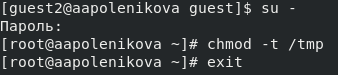 [guest2@aapolenikova guest]$ su -
Пароль:
[root@aapolenikova ~]# chmod -t /tmp
[root@aapolenikova ~]# exit